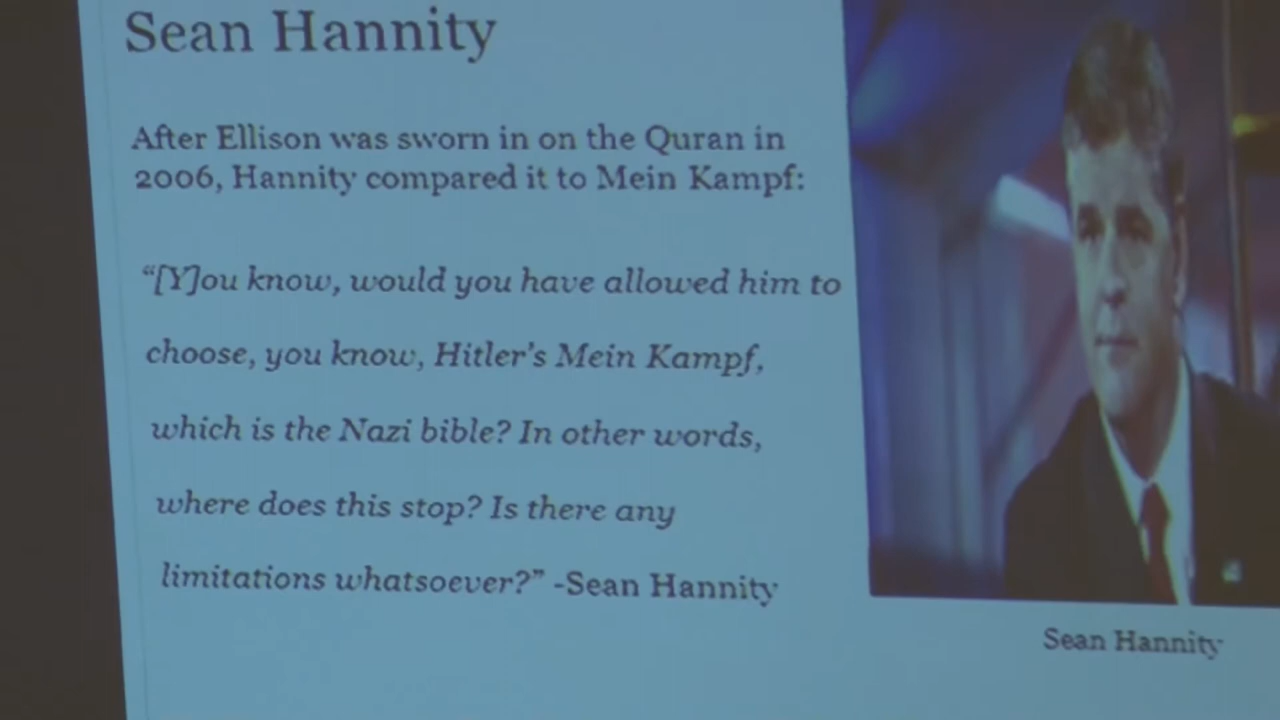 Sean Hannity
After Ellison was sworn in on the Quran in
2006, Hannity compared it to Mein Kampf:
“[Y]ou know, would you have allowed him to
choose, you know, Hitler’s Mein Kampf,
which is the Nazi bible? In other words,
where does this stop? Is there any
limitations whatsoever?” -Sean Hannity
Sean Hannity